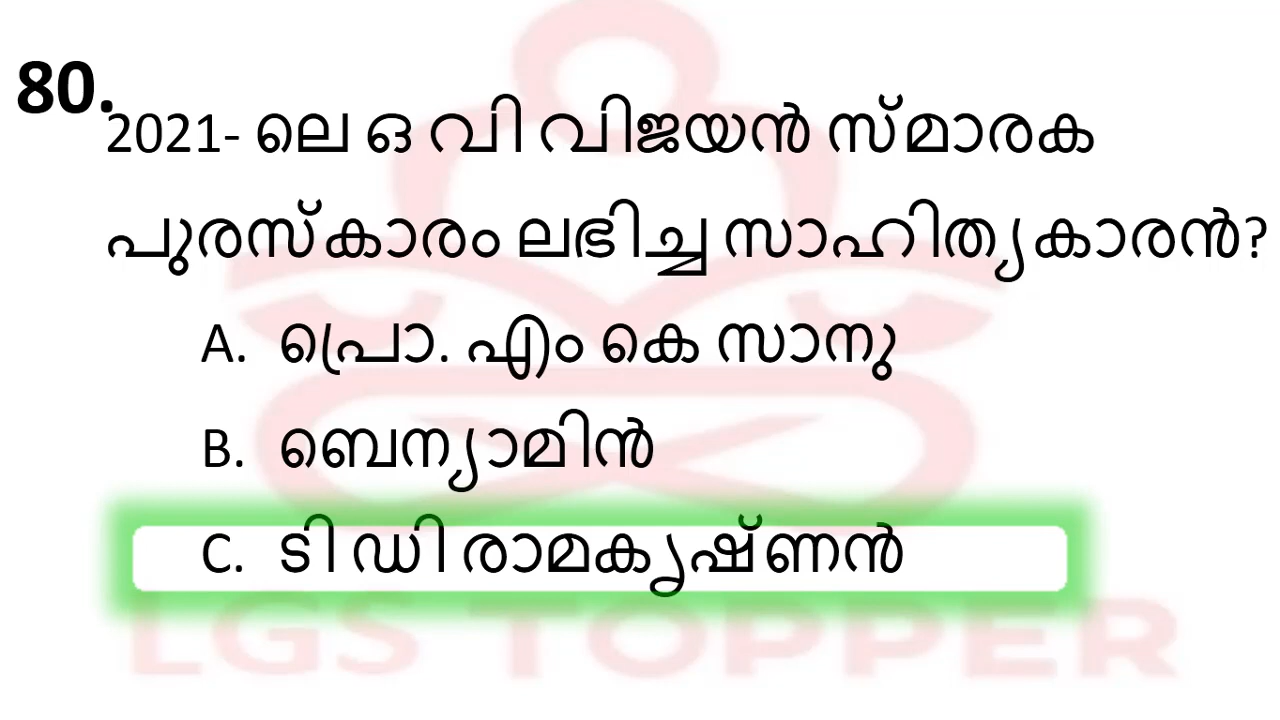 80.
2021- ലെ ഒ വി വിജയൻ സ്മാരക
പുരസ്കാരം ലഭിച്ച സാഹിത്യകാരൻ?
A. പ്രൊ. എം കെ സാനു
B. ബെന്യാമിൻ
C. ടി ഡി രാമകൃഷ്ണൻ
LGS TOPPER